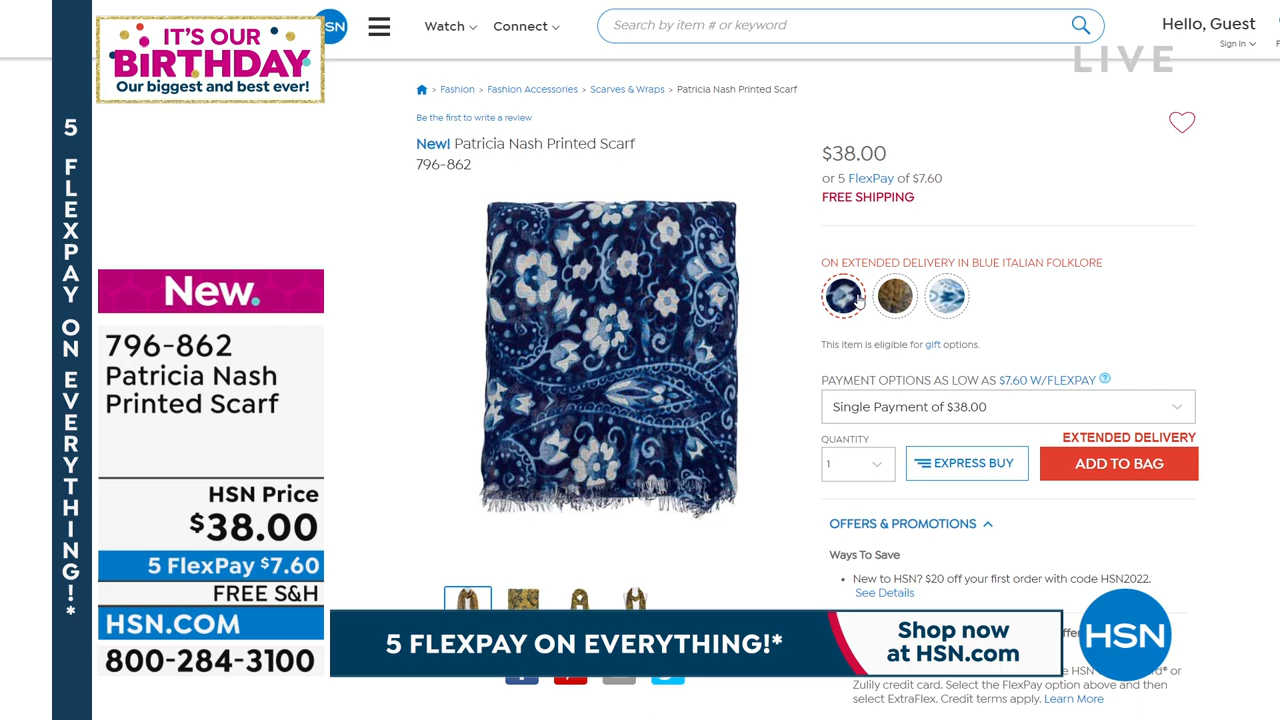 IT'S OUR
BiRTHDAY
Our biggest and best ever!
5 FLEXPAY ON EVERYTHING!*
New.
796-862
Patricia Nash
Printed Scarf
HSN Price
$38.00
5 FlexPay $7.60
FREE S&H
HSN.COM
800-284-3100
SN
Watch
Connect
Search by item # or keyword
Hello, Guest
Sign In
LIVE
> Fashion > Fashion Accessories > Scarves & Wraps > Patricia Nash Printed Scarf
Be the first to write a review
New! Patricia Nash Printed Scarf
796-862
$38.00
or 5 FlexPay of $7.60
FREE SHIPPING
ON EXTENDED DELIVERY IN BLUE ITALIAN FOLKLORE
This item is eligible for gift options.
PAYMENT OPTIONS AS LOW AS $7.60 W/FLEXPAY ?
Single Payment of $38.00
QUANTITY
EXTENDED DELIVERY
1
EXPRESS BUY
ADD TO BAG
OFFERS & PROMOTIONS
Ways To Save
• New to HSN? $20 off your first order with code HSN2022.
See Details
5 FLEXPAY ON EVERYTHING!*
Shop now
at HSN.com
HSN
Zulily credit card. Select the FlexPay option above and then
select ExtraFlex. Credit terms apply. Learn More